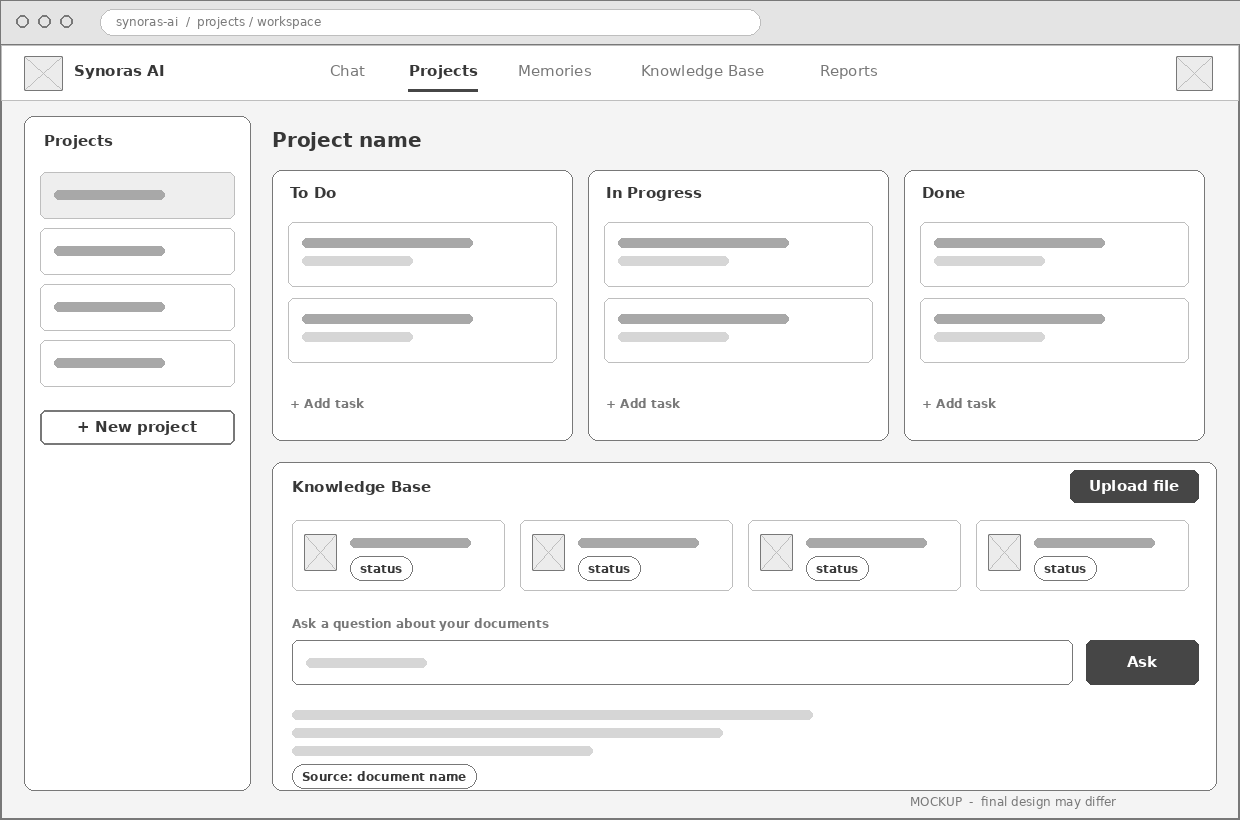 synoras-ai / projects / workspace
Synoras AI
Chat
Projects
Memories
Knowledge Base
Reports
Projects
+ New project
Project name
To Do
+ Add task
In Progress
+ Add task
Done
+ Add task
Knowledge Base
Upload file
status
status
status
status
Ask a question about your documents
Ask
Source: document name
MOCKUP - final design may differ